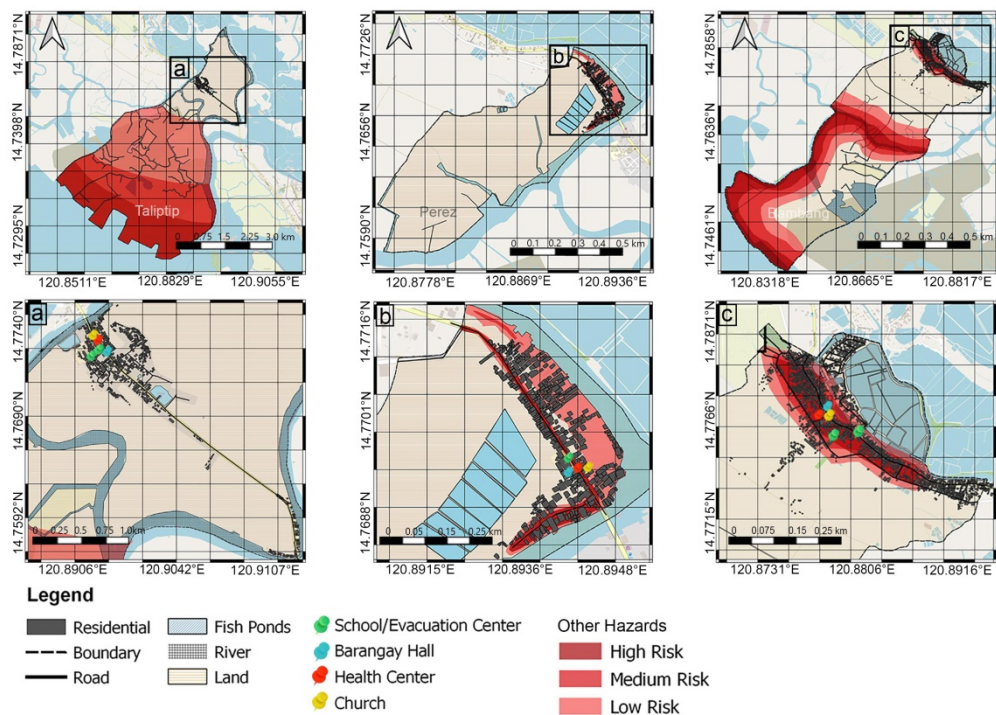 14.7871°N
14.7398°N
14.7295°N
a
Taliptip
0 0.75 1.5 2.25 3.0 km
120.8511°E 120.8829°E 120.9055°E
14.7726°N
14.7656°N
14.7590°N
b
Perez
0 0.1 0.2 0.3 0.4 0.5 km
120.8778°E 120.8869°E 120.8936°E
14.7858°N
14.7638°N
14.7461°N
c
Bambang
0 0.1 0.2 0.3 0.4 0.5 km
120.8318°E 120.8665°E 120.8817°E
a
14.7740°N
14.7690°N
14.7592°N
0 0.25 0.5 0.75 1.0km
120.8906°E 120.9042°E 120.9107°E
b
14.7716°N
14.7701°N
14.7688°N
0 0.05 0.15 0.25 km
120.8915°E 120.8936°E 120.8948°E
c
14.7871°N
14.7766°N
14.7715°N
0 0.075 0.15 0.225 0.30 km
120.8731°E 120.8806°E 120.8916°E
Legend
Residential
Boundary
Road
Fish Ponds
River
Land
School/Evacuation Center
Barangay Hall
Health Center
Church
Other Hazards
High Risk
Medium Risk
Low Risk